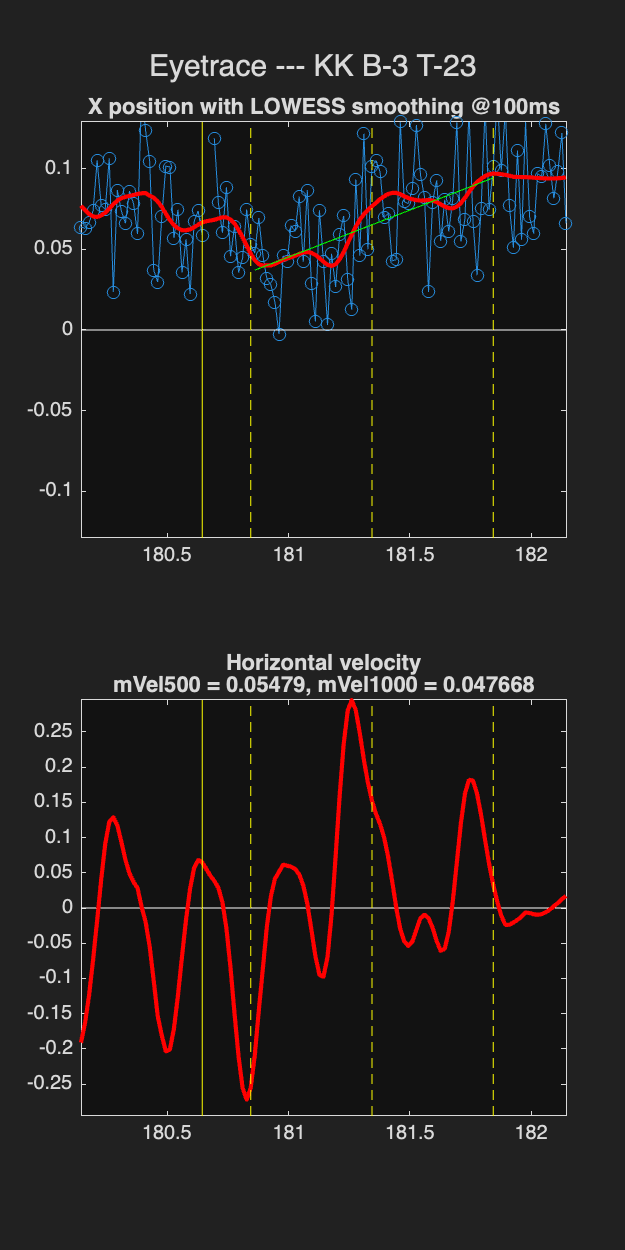 Eyetrace --- KK B-3 T-23
X position with LOWESS smoothing @100ms
0.1
0.05
0
-0.05
-0.1
180.5 181 181.5 182
Horizontal velocity
mVel500 = 0.05479, mVel1000 = 0.047668
0.25
0.2
0.15
0.1
0.05
0
-0.05
-0.1
-0.15
-0.2
-0.25
180.5 181 181.5 182